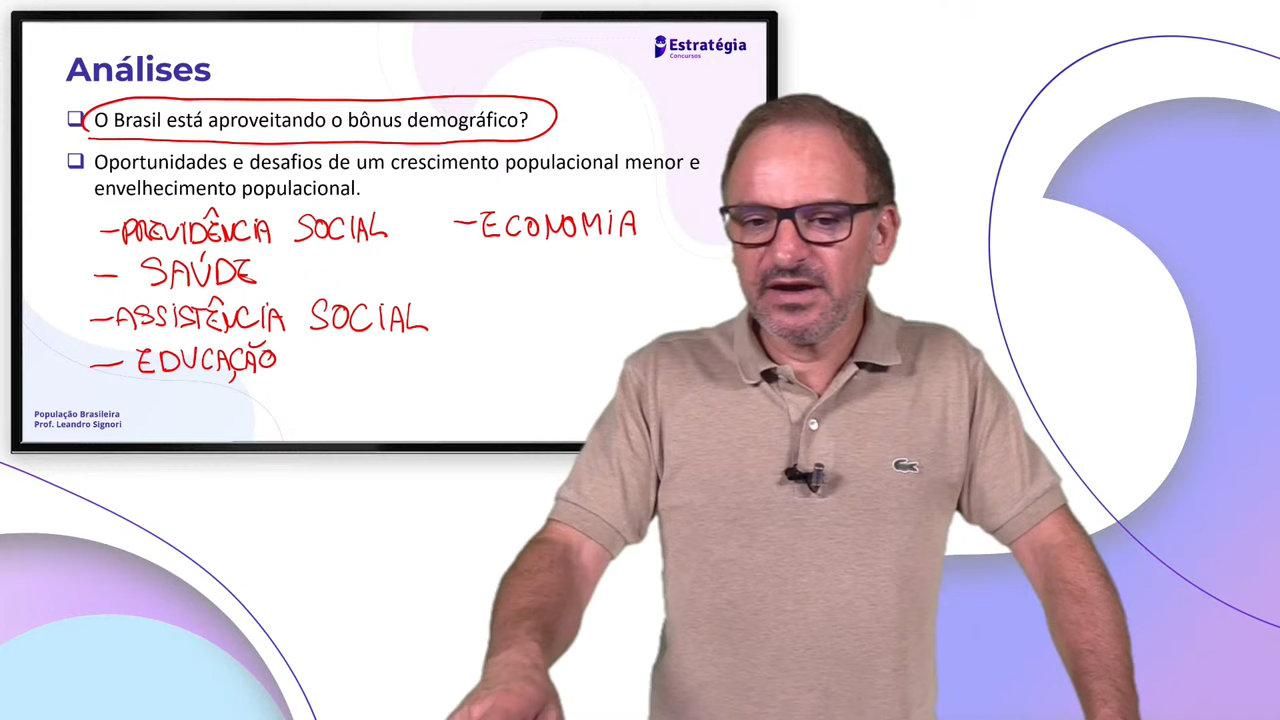 Estratégia
Concursos
Análises
O Brasil está aproveitando o bônus demográfico?
Oportunidades e desafios de um crescimento populacional menor e
envelhecimento populacional.
- PREVIDÊNCIA SOCIAL
- ECONOMIA
- SAÚDE
- ASSISTÊNCIA SOCIAL
- EDUCAÇÃO
População Brasileira
Prof. Leandro Signori